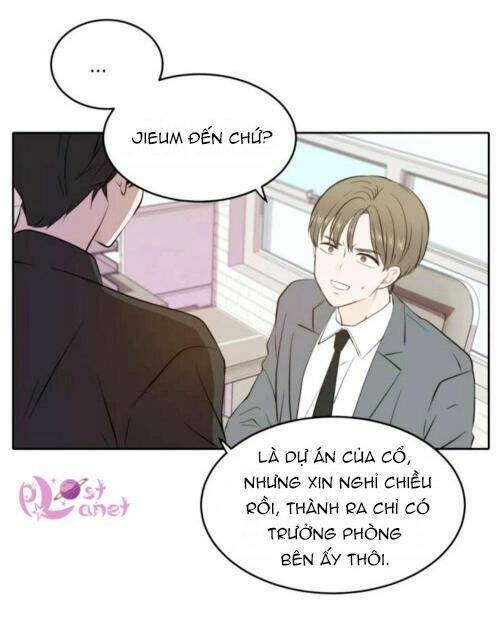 ...
JIEUM ĐẾN CHỨ?
LÀ DỰ ÁN CỦA CỔ,
NHƯNG XIN NGHỈ CHIỀU
RỒI, THÀNH RA CHỈ CÓ
TRƯỞNG PHÒNG
BÊN ẤY THÔI.
Lost
Planet